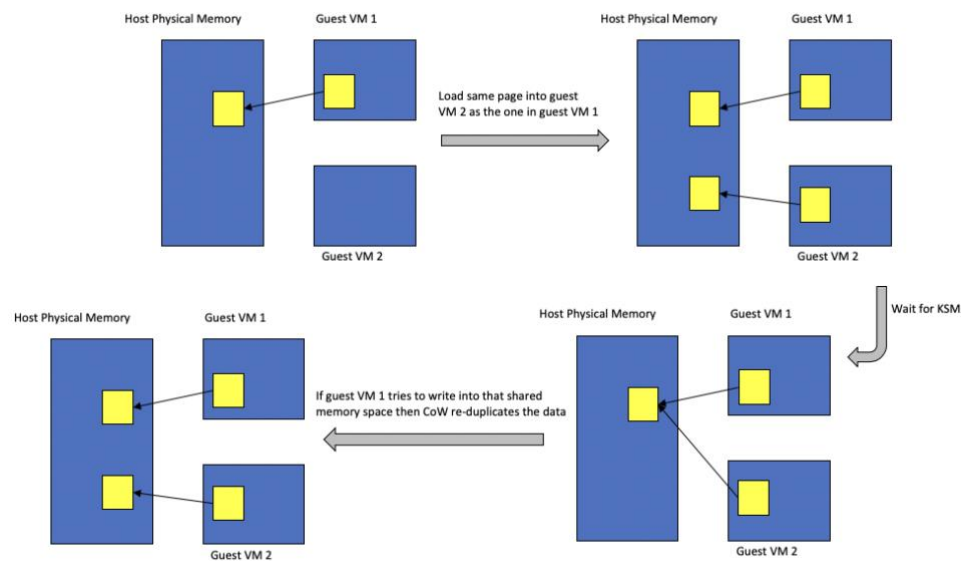 Host Physical Memory
Guest VM 1
Guest VM 2
Load same page into guest
VM 2 as the one in guest VM 1
Host Physical Memory
Guest VM 1
Guest VM 2
Wait for KSM
Host Physical Memory
Guest VM 1
Guest VM 2
If guest VM 1 tries to write into that shared
memory space then CoW re-duplicates the data
Host Physical Memory
Guest VM 1
Guest VM 2